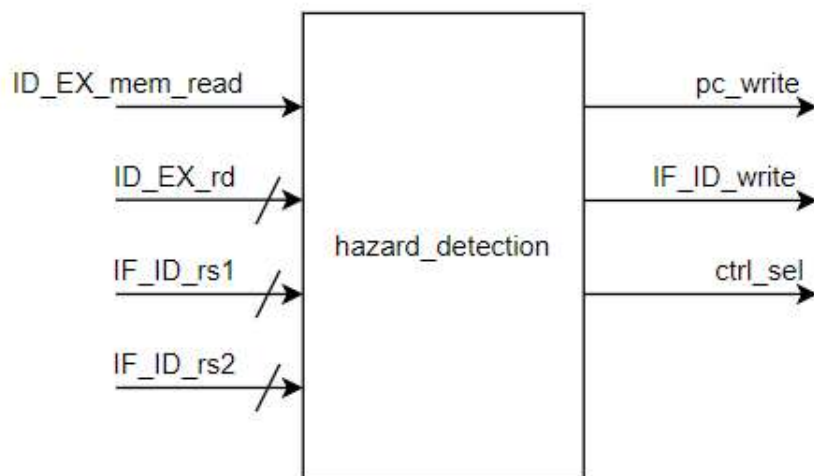 ID_EX_mem_read
pc_write
ID_EX_rd
IF_ID_write
hazard_detection
IF_ID_rs1
ctrl_sel
IF_ID_rs2